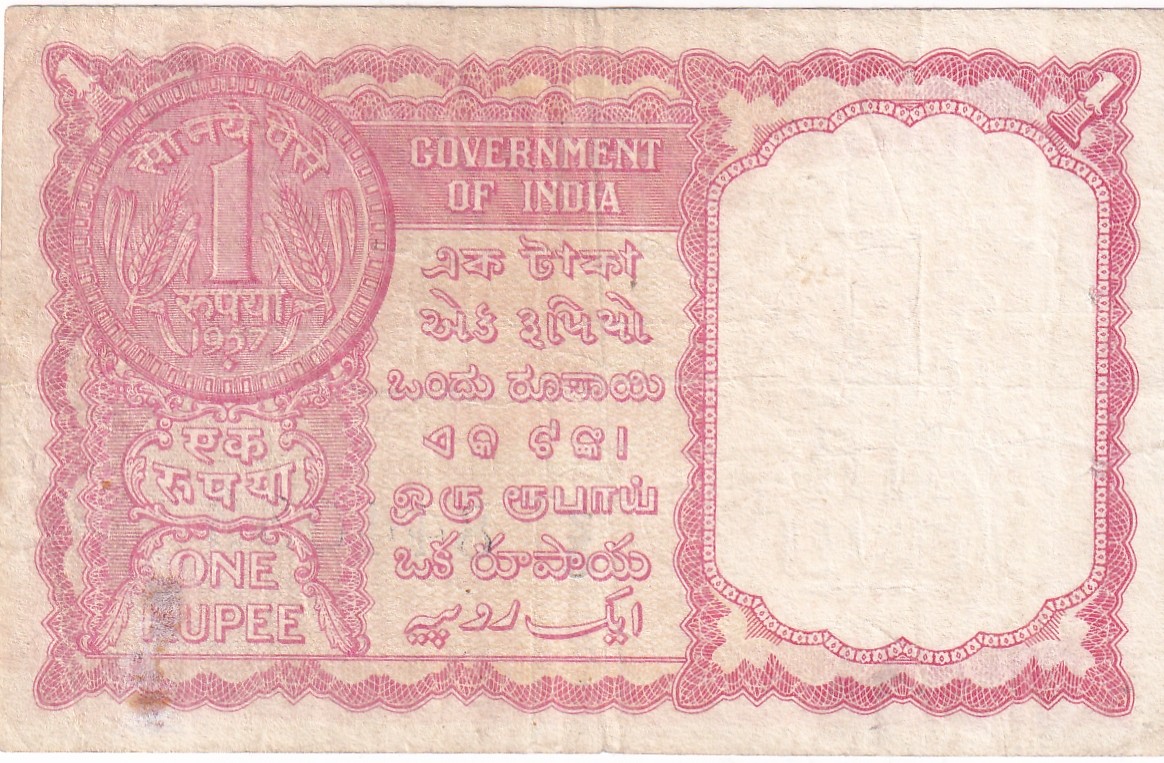 सौ नये पैसे
1
रुपया
1957
एक
रुपया
ONE
RUPEE
GOVERNMENT
OF INDIA
এক টাকা
એક રૂપિયો
ಒಂದು ರೂಪಾಯಿ
ଏକ ଟଙ୍କା
ஒரு ரூபாய்
ఒక రూపాయ
ایک روپیہ